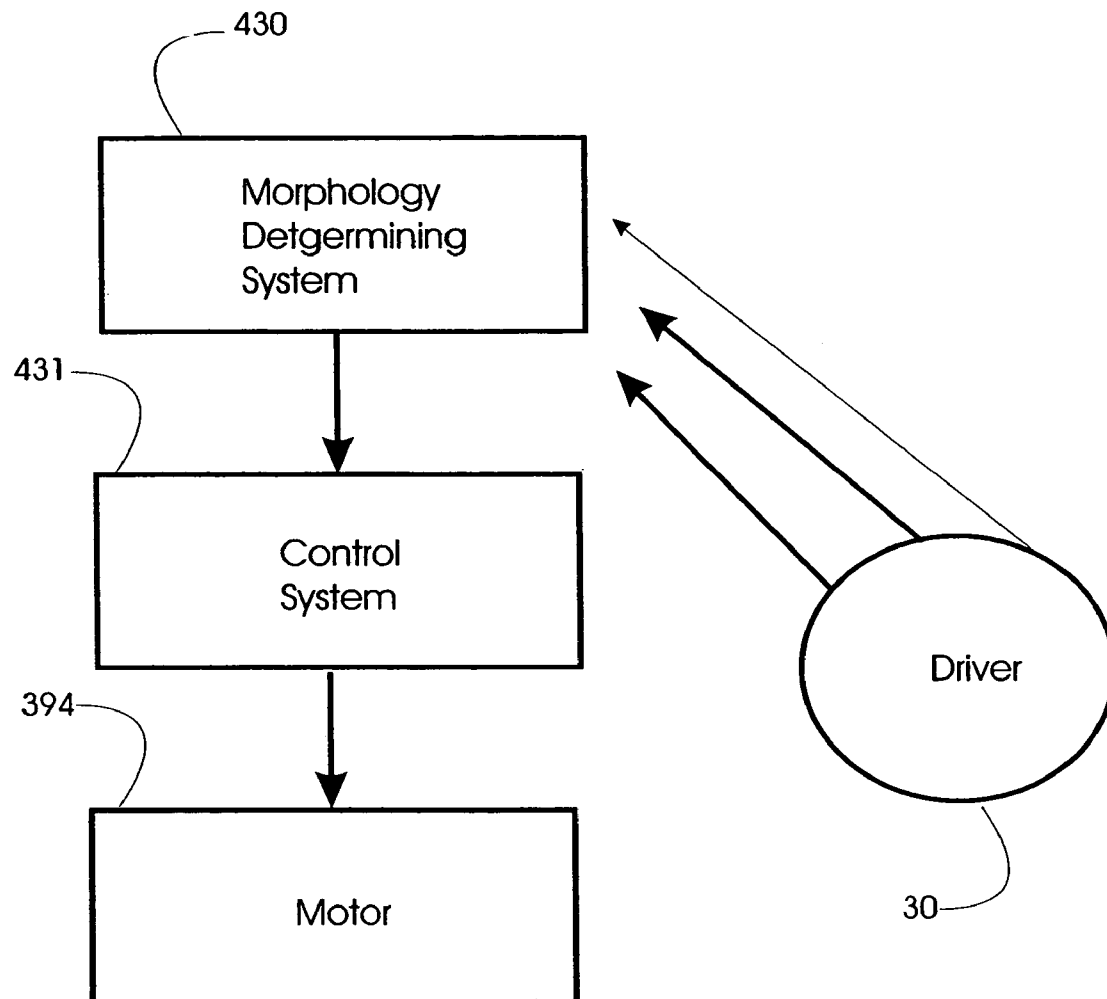 430
Morphology
Detgermining
System
431
Control
System
Driver
394
Motor
30